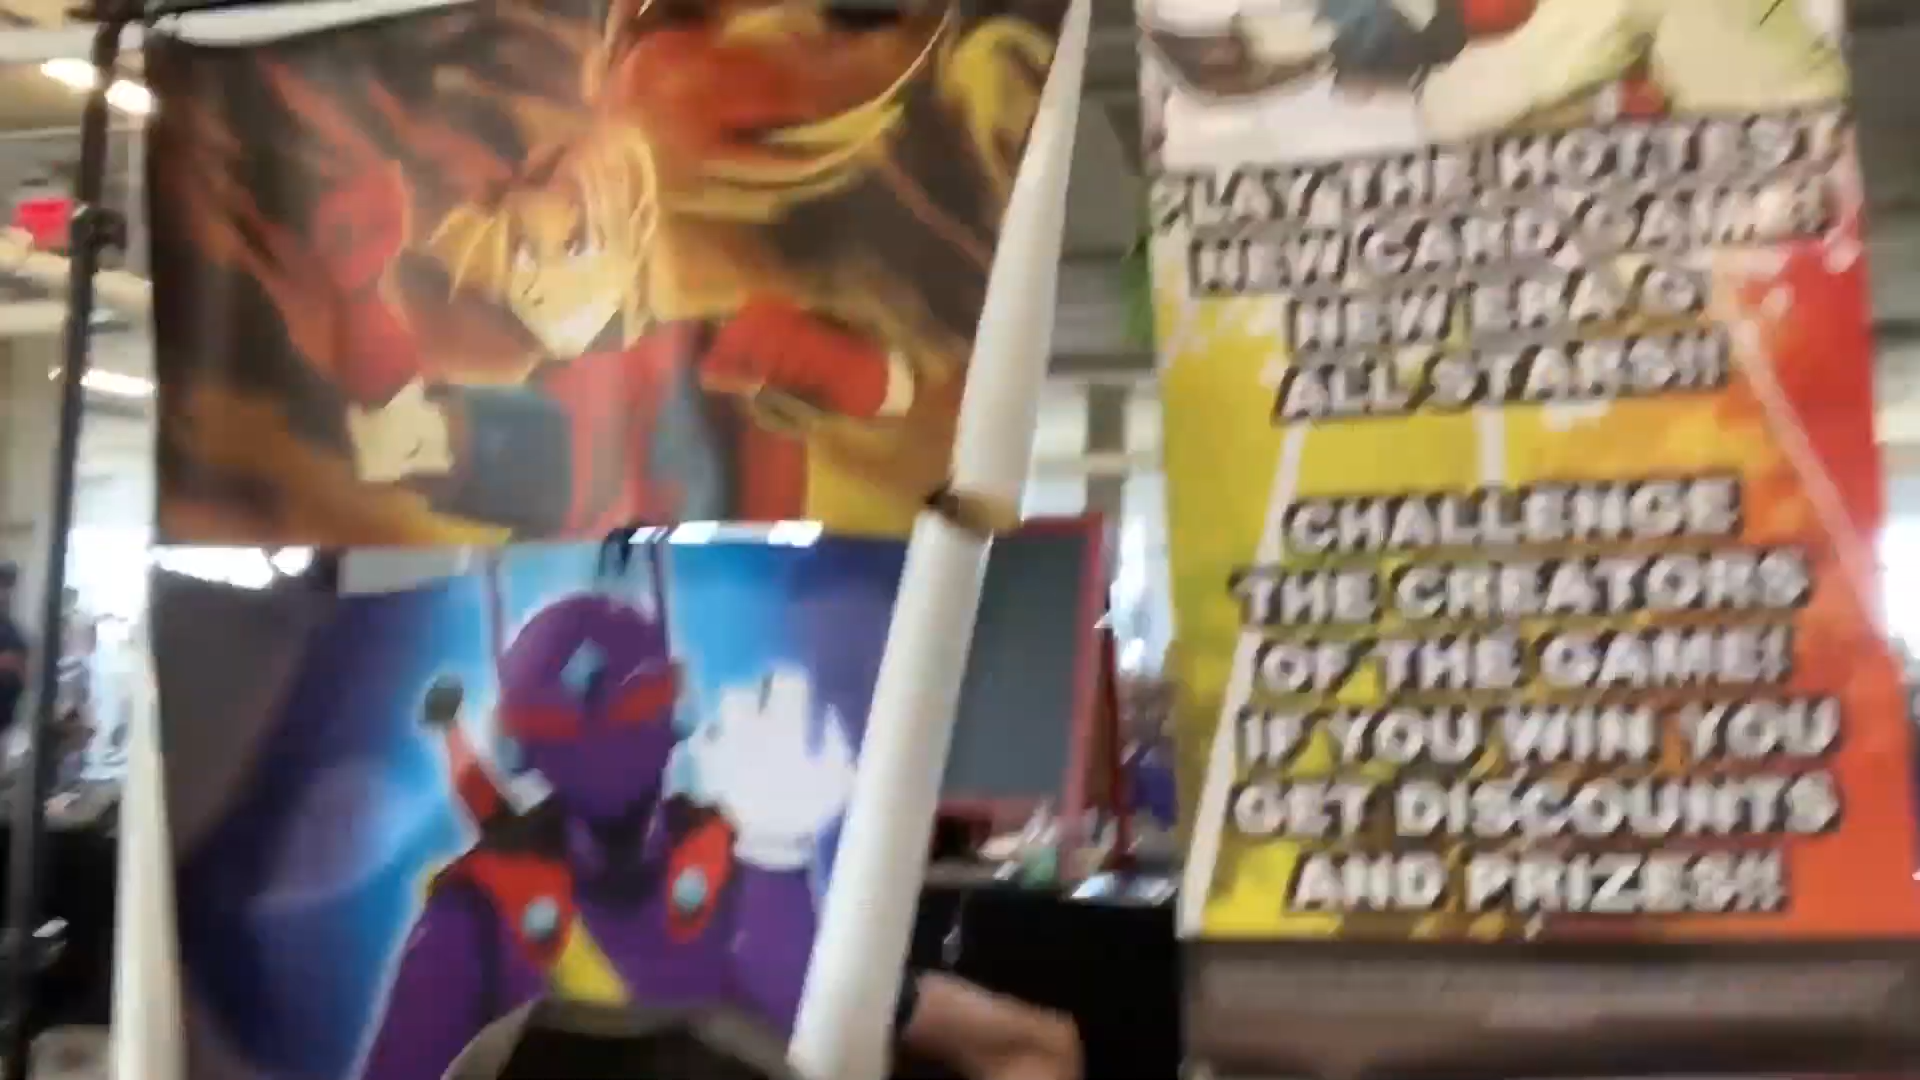 PLAY THE HOTTEST
NEW CARD GAME!
NEW ERA O
ALL STARS!!
CHALLENGE
THE CREATORS
OF THE GAME!
IF YOU WIN YOU
GET DISCOUNTS
AND PRIZES!!